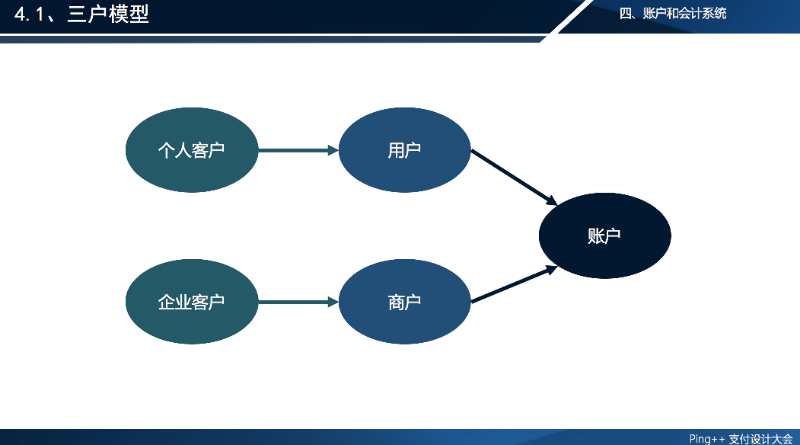 4.1、三户模型
四、账户和会计系统
个人客户
用户
账户
企业客户
商户
Ping++ 支付设计大会